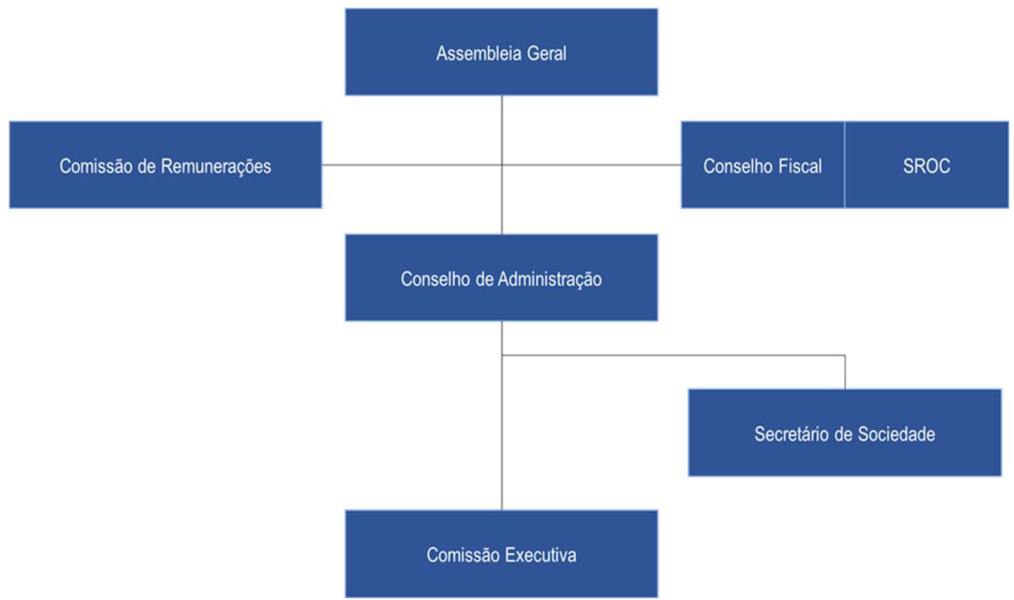 Assembleia Geral
Comissão de Remunerações
Conselho Fiscal
SROC
Conselho de Administração
Secretário de Sociedade
Comissão Executiva